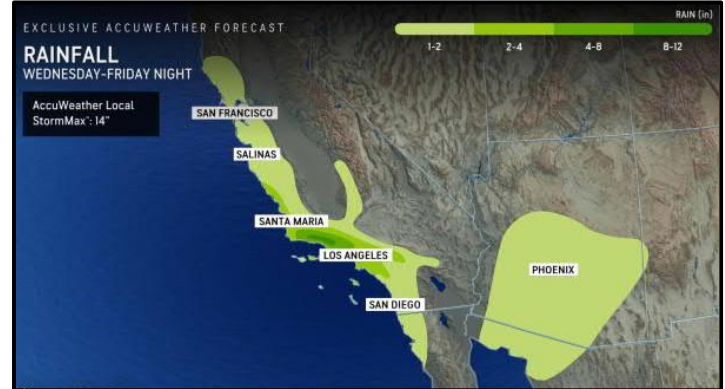 EXCLUSIVE ACCUWEATHER FORECAST
RAINFALL
WEDNESDAY-FRIDAY NIGHT
AccuWeather Local
StormMax™: 14"
RAIN (in)
1-2 2-4 4-8 8-12
SAN FRANCISCO
SALINAS
SANTA MARIA
LOS ANGELES
SAN DIEGO
PHOENIX